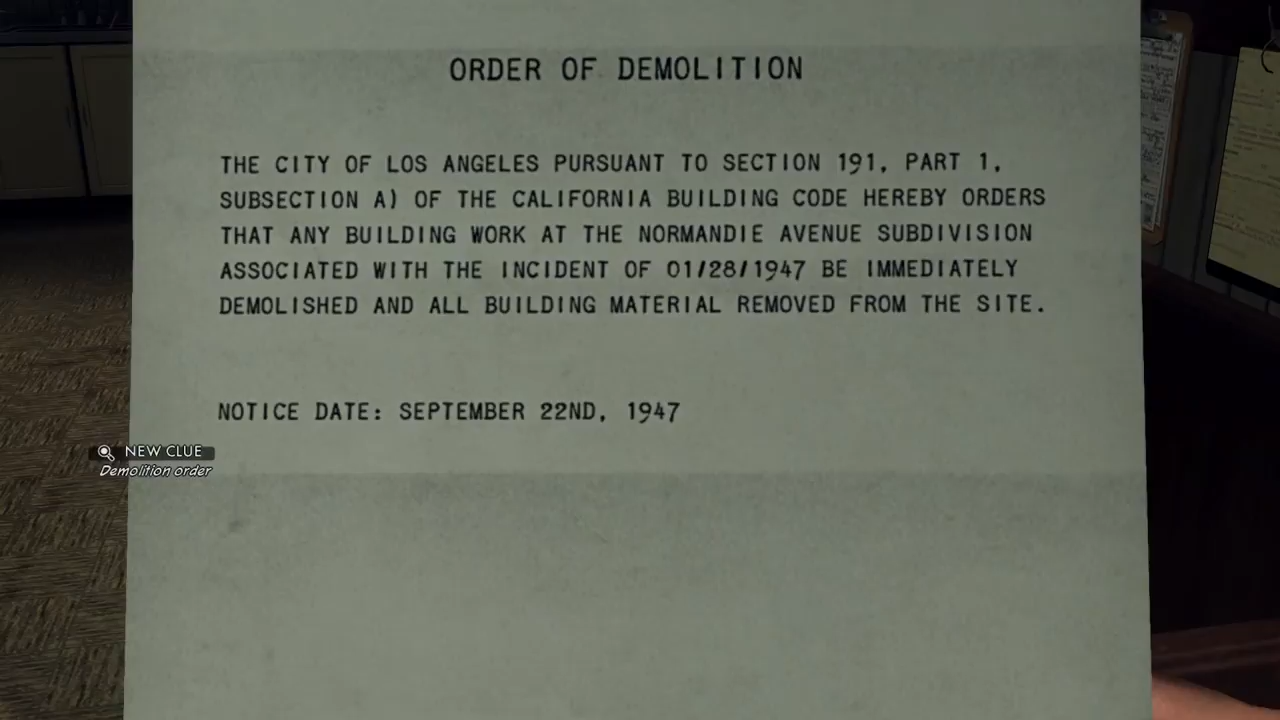 ORDER OF DEMOLITION
THE CITY OF LOS ANGELES PURSUANT TO SECTION 191, PART 1,
SUBSECTION A) OF THE CALIFORNIA BUILDING CODE HEREBY ORDERS
THAT ANY BUILDING WORK AT THE NORMANDIE AVENUE SUBDIVISION
ASSOCIATED WITH THE INCIDENT OF 01/28/1947 BE IMMEDIATELY
DEMOLISHED AND ALL BUILDING MATERIAL REMOVED FROM THE SITE.
NOTICE DATE: SEPTEMBER 22ND, 1947
NEW CLUE
Demolition order